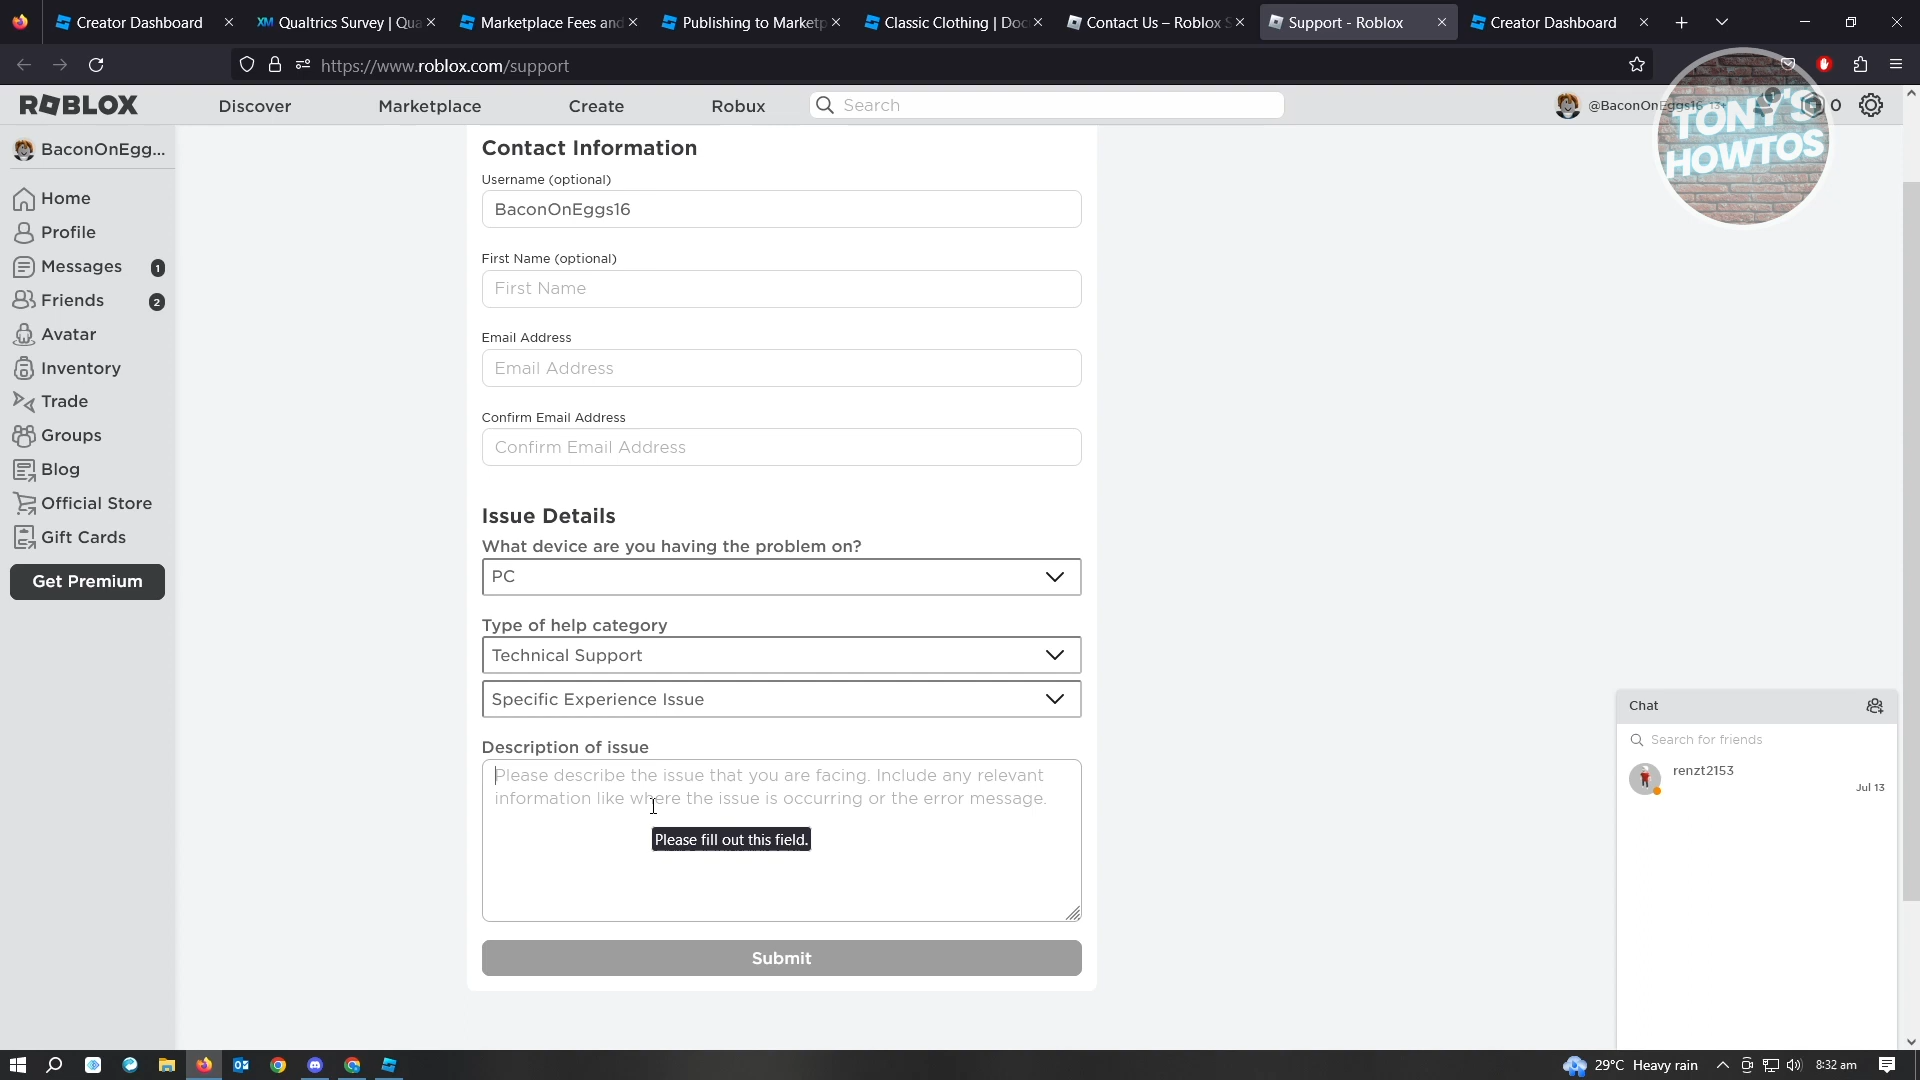 Creator Dashboard
Qualtrics Survey | Qua
Marketplace Fees and
Publishing to Marketp
Classic Clothing | Doc
Contact Us – Roblox S
Support - Roblox
Creator Dashboard
https://www.roblox.com/support
ROBLOX
Discover
Marketplace
Create
Robux
Search
@BaconOnEggs16 13+
1
0
TONY'S
HOWTOS
BaconOnEgg...
Home
Profile
Messages 1
Friends 2
Avatar
Inventory
Trade
Groups
Blog
Official Store
Gift Cards
Get Premium
Contact Information
Username (optional)
BaconOnEggs16
First Name (optional)
First Name
Email Address
Email Address
Confirm Email Address
Confirm Email Address
Issue Details
What device are you having the problem on?
PC
Type of help category
Technical Support
Specific Experience Issue
Description of issue
Please describe the issue that you are facing. Include any relevant
information like where the issue is occurring or the error message.
Please fill out this field.
Submit
Chat
Search for friends
renzt2153
Jul 13
29°C Heavy rain
8:32 am